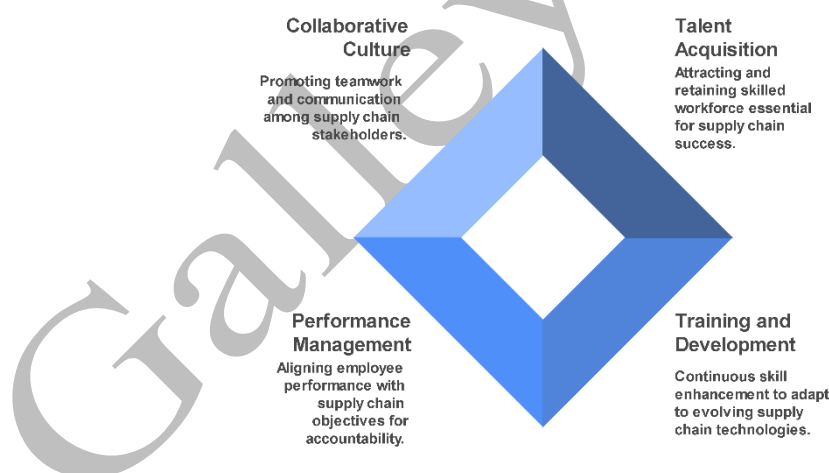 Collaborative
Culture
Promoting teamwork
and communication
among supply chain
stakeholders.
Talent
Acquisition
Attracting and
retaining skilled
workforce essential
for supply chain
success.
Performance
Management
Aligning employee
performance with
supply chain
objectives for
accountability.
Training and
Development
Continuous skill
enhancement to adapt
to evolving supply
chain technologies.
Galley